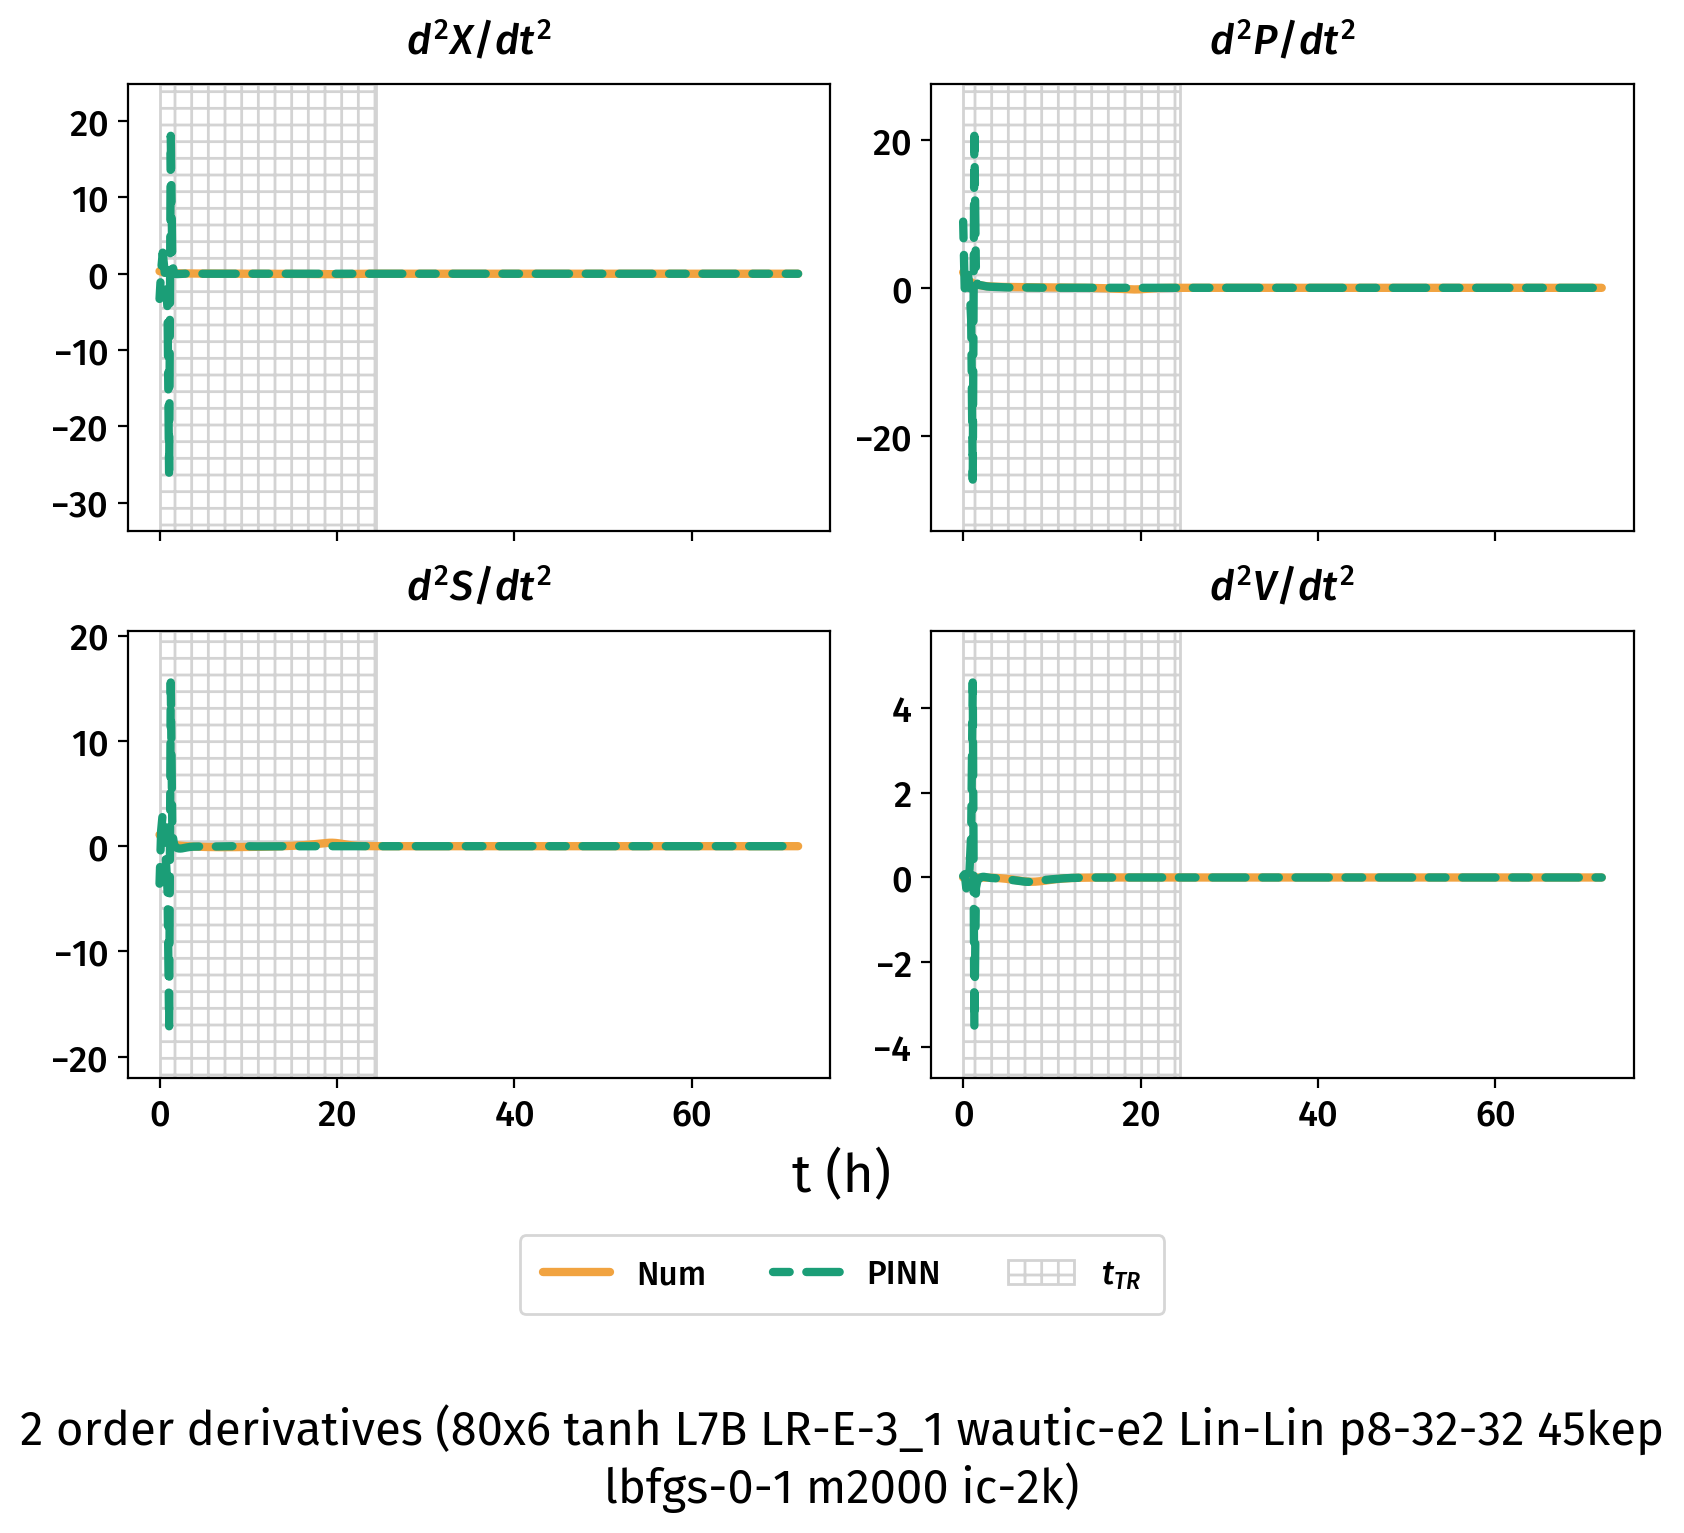 d²X/dt²
d²P/dt²
20
10
0
−10
−20
−30
20
0
−20
d²S/dt²
d²V/dt²
20
10
0
−10
−20
4
2
0
−2
−4
0 20 40 60
0 20 40 60
t (h)
Num PINN t_TR
2 order derivatives (80x6 tanh L7B LR-E-3_1 wautic-e2 Lin-Lin p8-32-32 45kep
lbfgs-0-1 m2000 ic-2k)